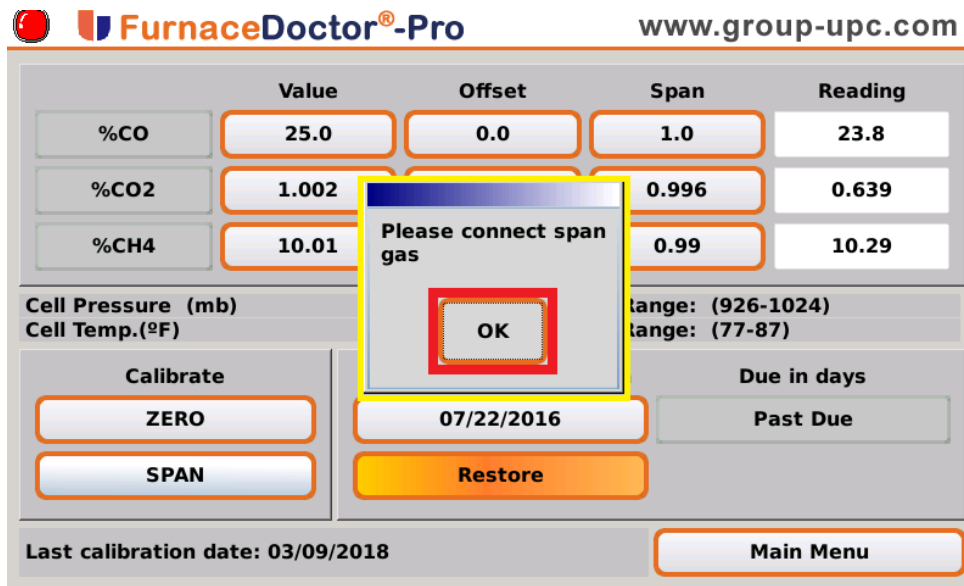 FurnaceDoctor®-Pro www.group-upc.com
Value Offset Span Reading
%CO 25.0 0.0 1.0 23.8
%CO2 1.002 0.996 0.639
%CH4 10.01 0.99 10.29
Please connect span
gas
OK
Cell Pressure (mb) Range: (926-1024)
Cell Temp.(ºF) Range: (77-87)
Calibrate Due in days
ZERO 07/22/2016 Past Due
SPAN Restore
Last calibration date: 03/09/2018 Main Menu